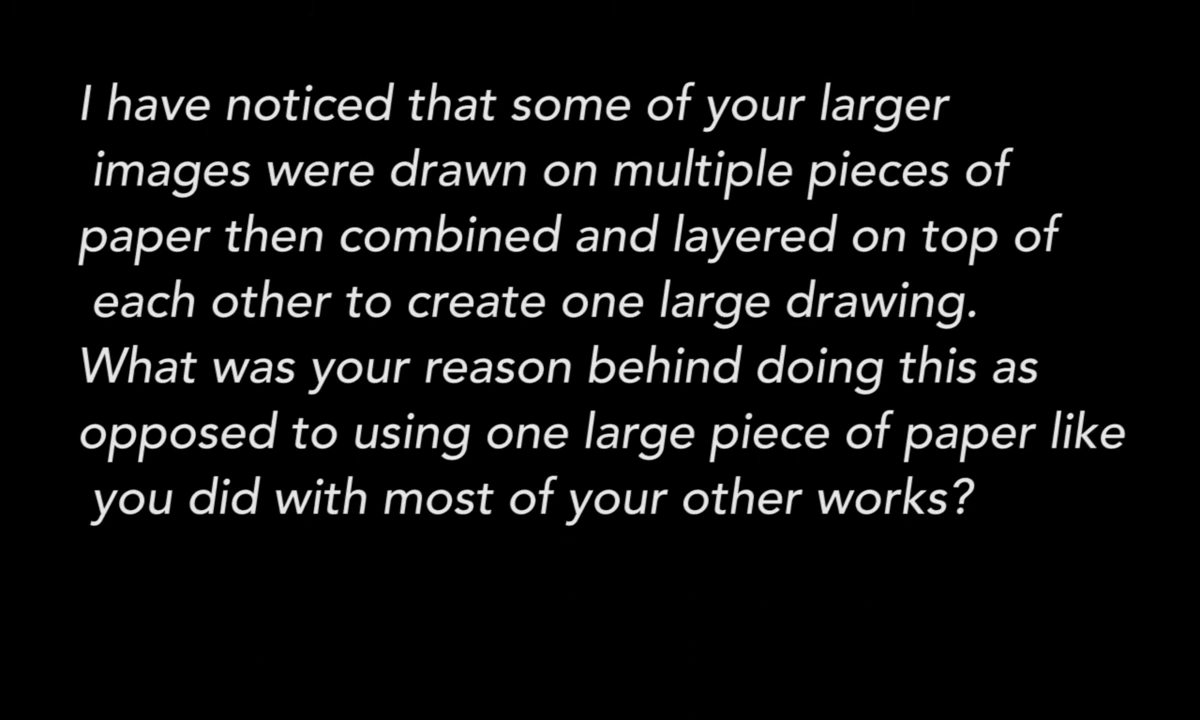 I have noticed that some of your larger
images were drawn on multiple pieces of
paper then combined and layered on top of
each other to create one large drawing.
What was your reason behind doing this as
opposed to using one large piece of paper like
you did with most of your other works?